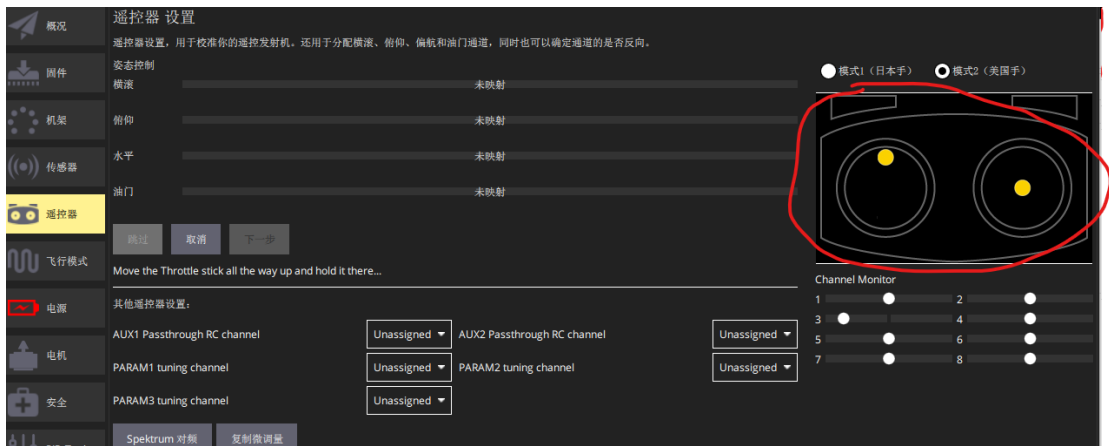 概况
固件
机架
传感器
遥控器
飞行模式
电源
电机
安全
遥控器 设置
遥控器设置，用于校准你的遥控发射机。还用于分配横滚、俯仰、偏航和油门通道，同时也可以确定通道的是否反向。
姿态控制
横滚 未映射
俯仰 未映射
水平 未映射
油门 未映射
跳过 取消 下一步
Move the Throttle stick all the way up and hold it there...
其他遥控器设置：
AUX1 Passthrough RC channel Unassigned AUX2 Passthrough RC channel Unassigned
PARAM1 tuning channel Unassigned PARAM2 tuning channel Unassigned
PARAM3 tuning channel Unassigned
Spektrum 对频 复制微调量
模式1（日本手） 模式2（美国手）
Channel Monitor
1 2
3 4
5 6
7 8